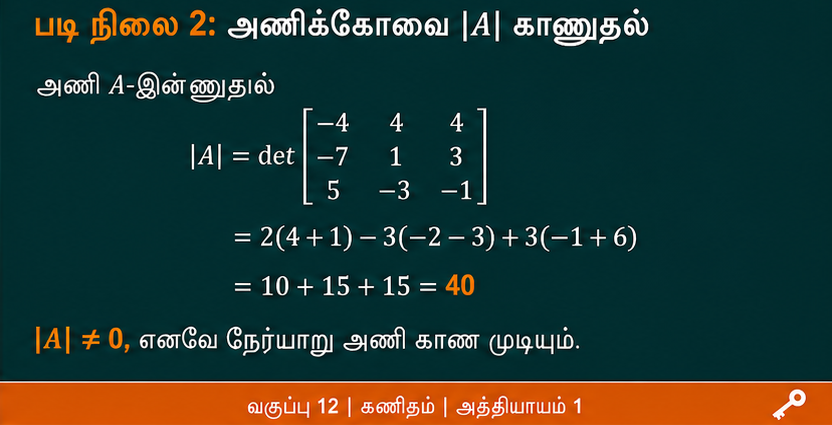 படி நிலை 2: அணிக்கோவை |A| காணுதல்
அணி A-இன்ணுதால்
|A| = det [ −4 4 4
−7 1 3
5 −3 −1 ]
= 2(4 + 1) − 3(−2 − 3) + 3(−1 + 6)
= 10 + 15 + 15 = 40
|A| ≠ 0, எனவே நேர்யாறு அணி காண முடியும்.
வகுப்பு 12 | கணிதம் | அத்தியாயம் 1